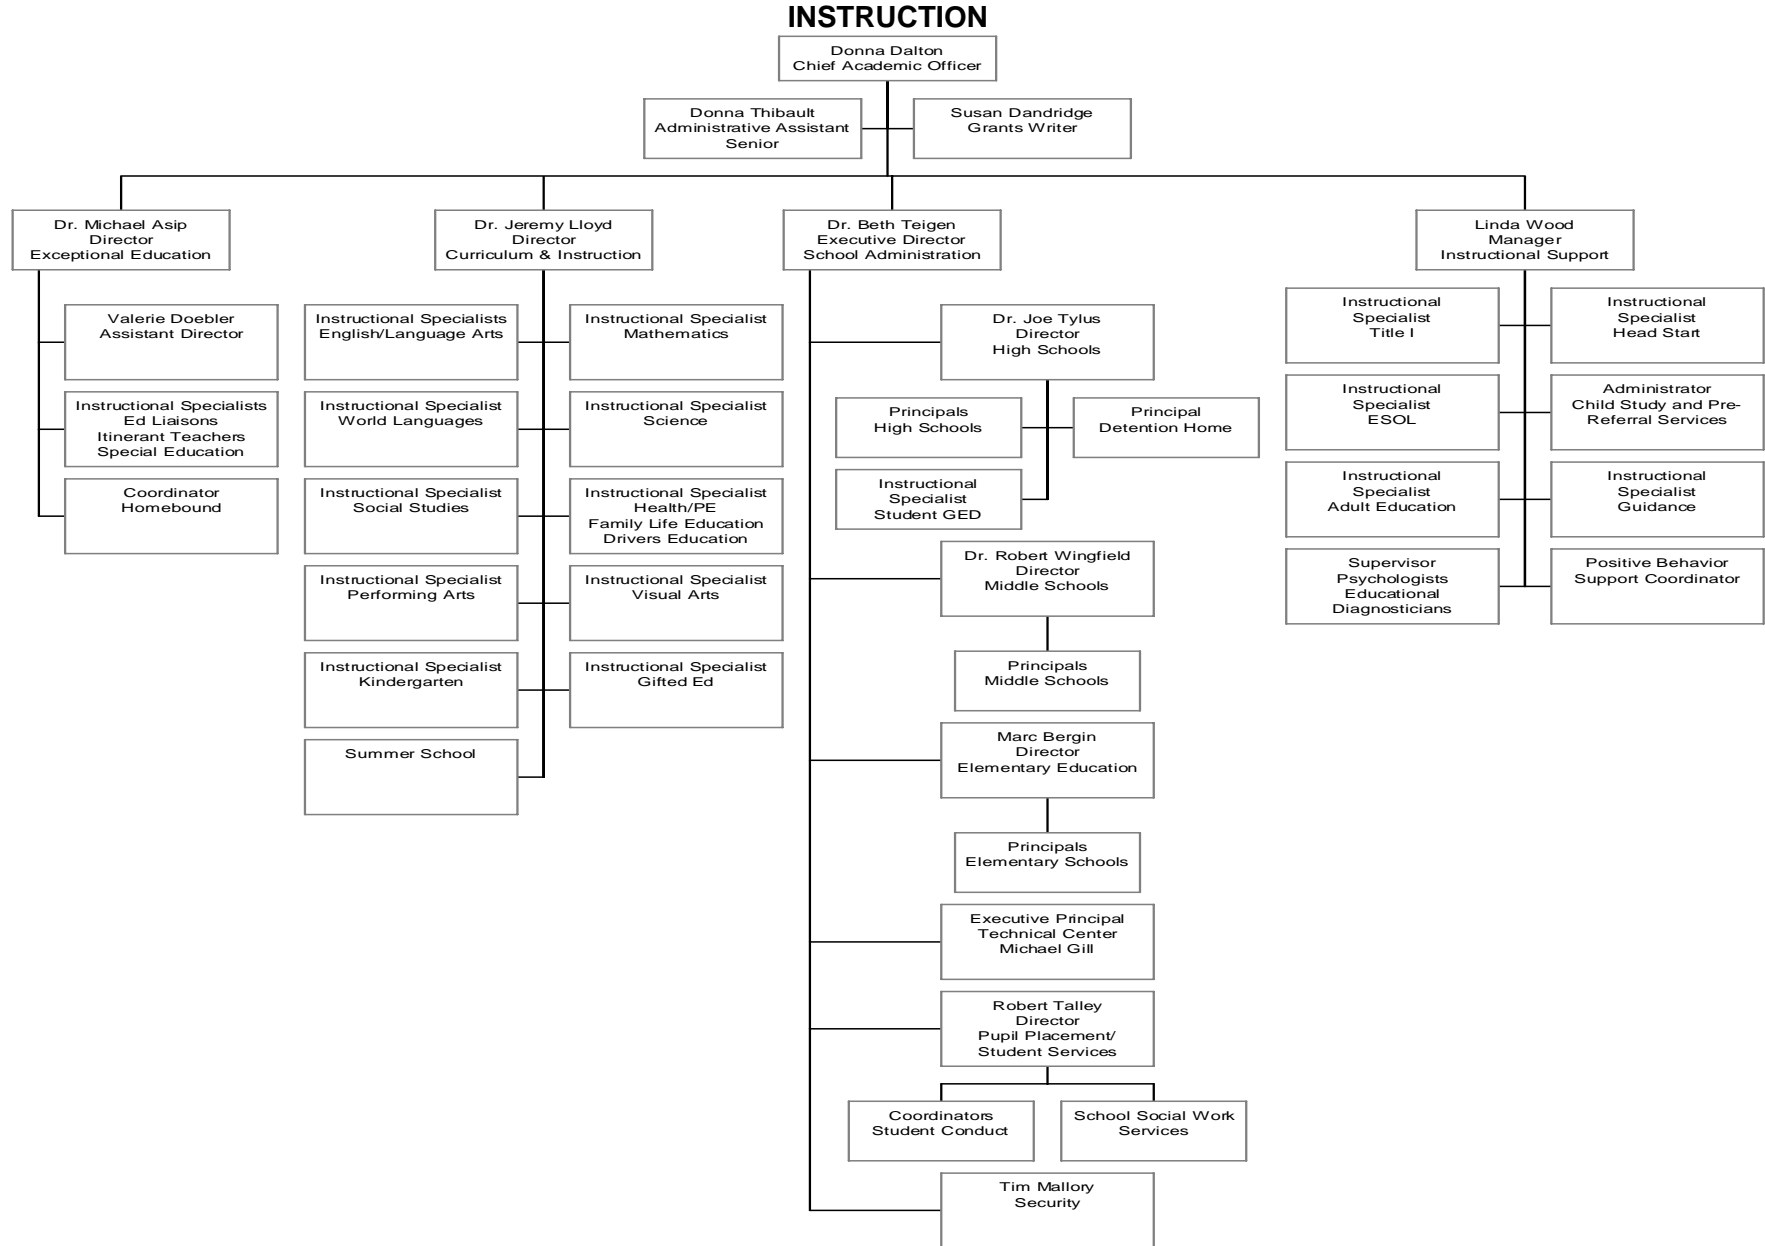 INSTRUCTION
Donna Dalton
Chief Academic Officer
Donna Thibault
Administrative Assistant
Senior
Susan Dandridge
Grants Writer
Dr. Michael Asip
Director
Exceptional Education
Dr. Jeremy Lloyd
Director
Curriculum & Instruction
Dr. Beth Teigen
Executive Director
School Administration
Linda Wood
Manager
Instructional Support
Valerie Doebler
Assistant Director
Instructional Specialists
Ed Liaisons
Itinerant Teachers
Special Education
Coordinator
Homebound
Instructional Specialists
English/Language Arts
Instructional Specialist
Mathematics
Instructional Specialist
World Languages
Instructional Specialist
Science
Instructional Specialist
Social Studies
Instructional Specialist
Health/PE
Family Life Education
Drivers Education
Instructional Specialist
Performing Arts
Instructional Specialist
Visual Arts
Instructional Specialist
Kindergarten
Instructional Specialist
Gifted Ed
Summer School
Dr. Joe Tylus
Director
High Schools
Principals
High Schools
Principal
Detention Home
Instructional
Specialist
Student GED
Dr. Robert Wingfield
Director
Middle Schools
Principals
Middle Schools
Marc Bergin
Director
Elementary Education
Principals
Elementary Schools
Executive Principal
Technical Center
Michael Gill
Robert Talley
Director
Pupil Placement/
Student Services
Coordinators
Student Conduct
School Social Work
Services
Tim Mallory
Security
Instructional
Specialist
Title I
Instructional
Specialist
Head Start
Instructional
Specialist
ESOL
Administrator
Child Study and Pre-
Referral Services
Instructional
Specialist
Adult Education
Instructional
Specialist
Guidance
Supervisor
Psychologists
Educational
Diagnosticians
Positive Behavior
Support Coordinator